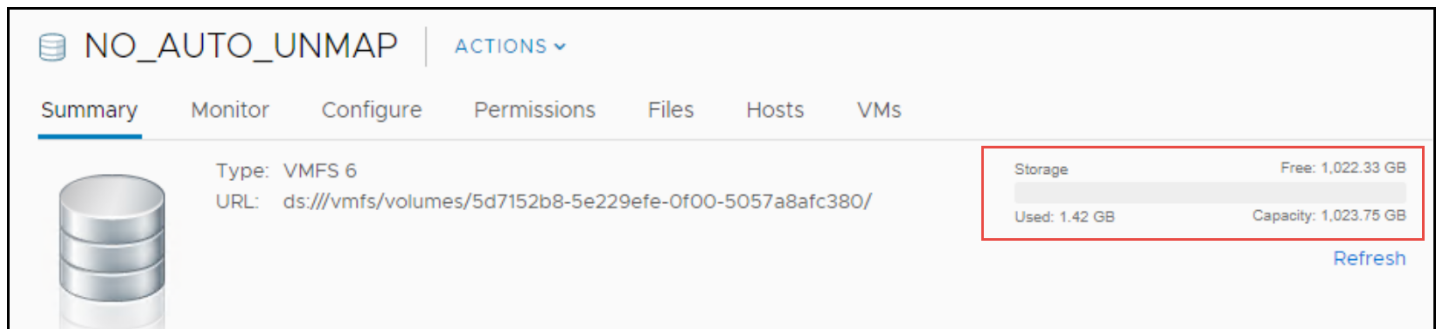 NO_AUTO_UNMAP ACTIONS
Summary Monitor Configure Permissions Files Hosts VMs
Type: VMFS 6
URL: ds:///vmfs/volumes/5d7152b8-5e229efe-0f00-5057a8afc380/
Storage Free: 1,022.33 GB
Used: 1.42 GB Capacity: 1,023.75 GB
Refresh